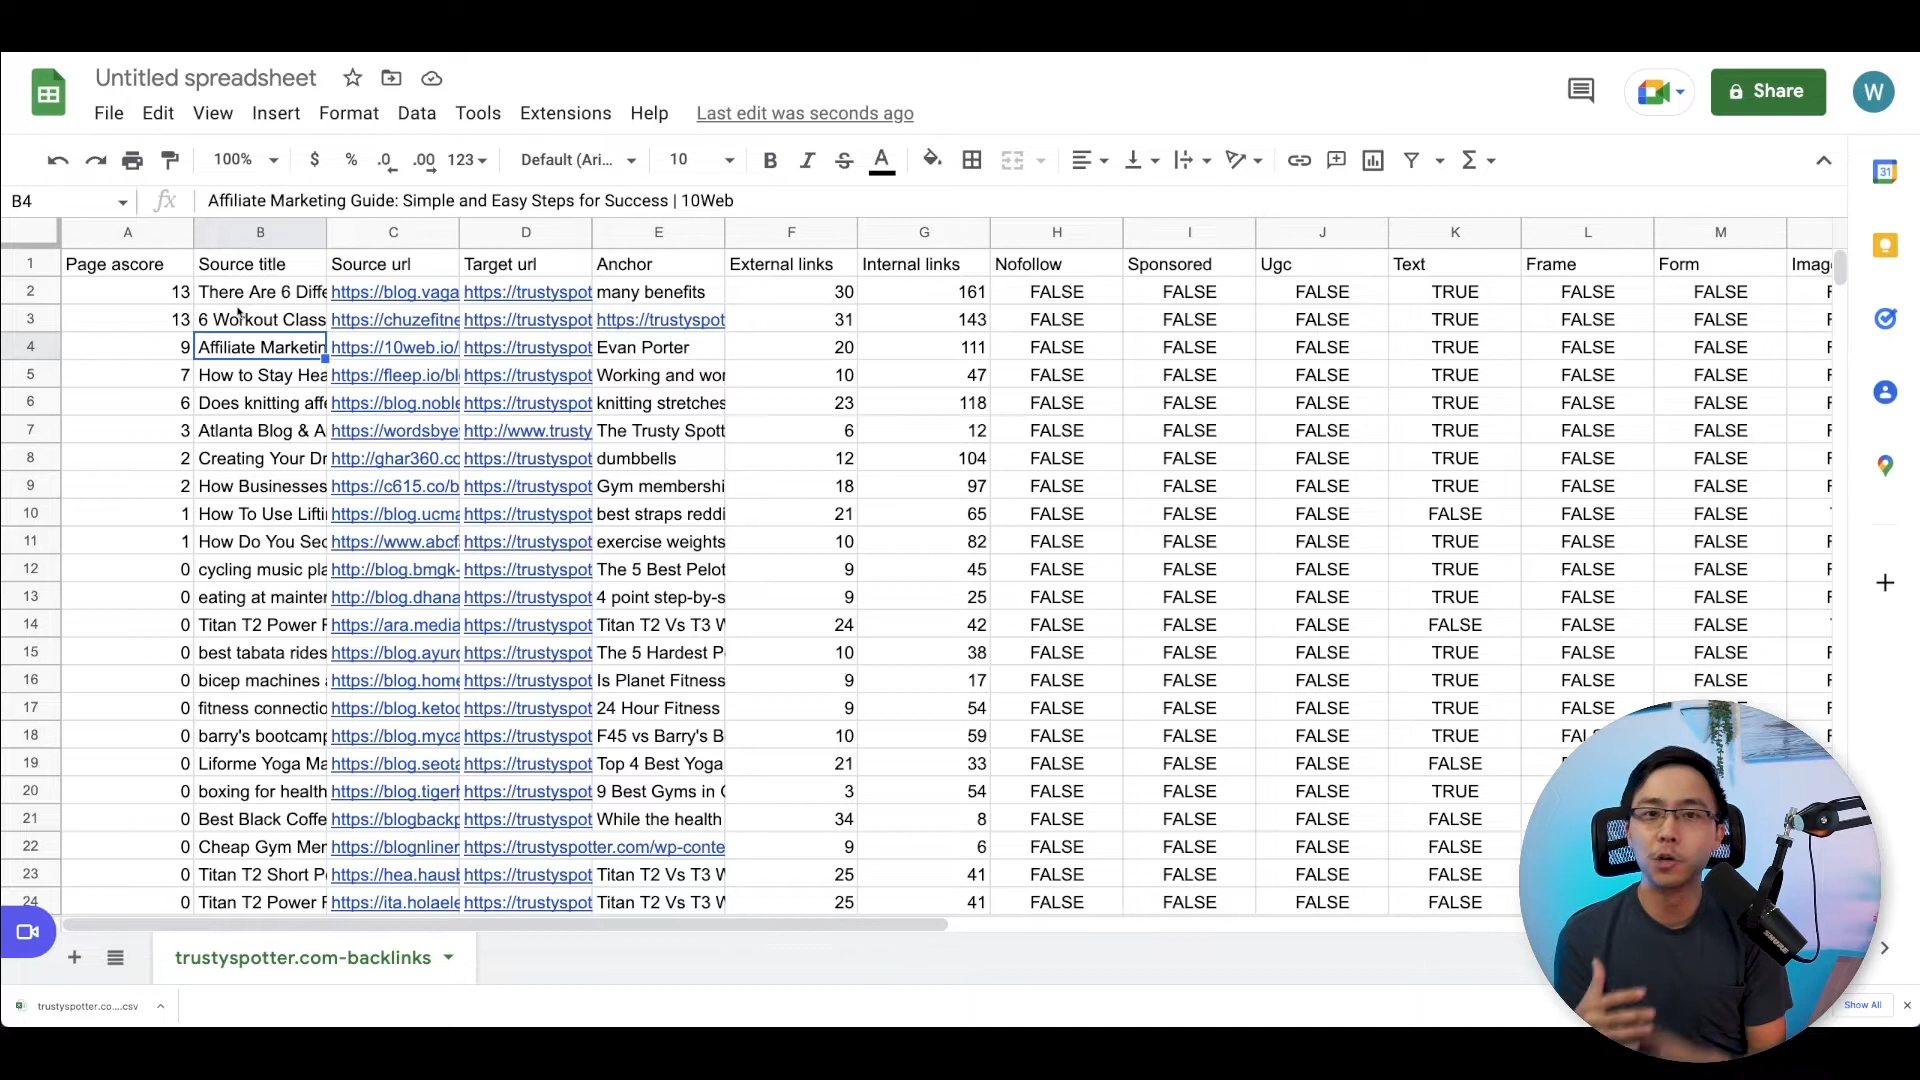 Untitled spreadsheet
File Edit View Insert Format Data Tools Extensions Help Last edit was seconds ago
Share
W
100% $ % .0 .00 123 Default (Ari... 10 B I S A
31
B4 fx Affiliate Marketing Guide: Simple and Easy Steps for Success | 10Web
A B C D E F G H I J K L M
1 Page ascore Source title Source url Target url Anchor External links Internal links Nofollow Sponsored Ugc Text Frame Form Imag
2 13 There Are 6 Diffe https://blog.vaga https://trustyspot many benefits 30 161 FALSE FALSE FALSE TRUE FALSE FALSE F
3 13 6 Workout Class https://chuzefitne https://trustyspot https://trustyspot 31 143 FALSE FALSE FALSE TRUE FALSE FALSE F
4 9 Affiliate Marketin https://10web.io/ https://trustyspot Evan Porter 20 111 FALSE FALSE FALSE TRUE FALSE FALSE F
5 7 How to Stay Hea https://fleep.io/bl https://trustyspot Working and wor 10 47 FALSE FALSE FALSE TRUE FALSE FALSE F
6 6 Does knitting affe https://blog.noble https://trustyspot knitting stretches 23 118 FALSE FALSE FALSE TRUE FALSE FALSE F
7 3 Atlanta Blog & A https://wordsbye http://www.trusty The Trusty Spott 6 12 FALSE FALSE FALSE TRUE FALSE FALSE F
8 2 Creating Your Dr http://ghar360.co https://trustyspot dumbbells 12 104 FALSE FALSE FALSE TRUE FALSE FALSE F
9 2 How Businesses https://c615.co/b https://trustyspot Gym membershi 18 97 FALSE FALSE FALSE TRUE FALSE FALSE F
10 1 How To Use Lifti https://blog.ucma https://trustyspot best straps reddi 21 65 FALSE FALSE FALSE FALSE FALSE FALSE
11 1 How Do You Sec https://www.abcf https://trustyspot exercise weights 10 82 FALSE FALSE FALSE TRUE FALSE FALSE F
12 0 cycling music pla http://blog.bmgk- https://trustyspot The 5 Best Pelot 9 45 FALSE FALSE FALSE TRUE FALSE FALSE F
13 0 eating at mainter http://blog.dhana https://trustyspot 4 point step-by-s 9 25 FALSE FALSE FALSE TRUE FALSE FALSE F
14 0 Titan T2 Power F https://ara.media https://trustyspot Titan T2 Vs T3 W 24 42 FALSE FALSE FALSE FALSE FALSE FALSE
15 0 best tabata rides https://blog.ayurc https://trustyspot The 5 Hardest P 10 38 FALSE FALSE FALSE TRUE FALSE FALSE F
16 0 bicep machines https://blog.home https://trustyspot Is Planet Fitness 9 17 FALSE FALSE FALSE TRUE FALSE FALSE F
17 0 fitness connectio https://blog.ketoc https://trustyspot 24 Hour Fitness 9 54 FALSE FALSE FALSE TRUE FALSE FALSE F
18 0 barry's bootcamp https://blog.myca https://trustyspot F45 vs Barry's B 10 59 FALSE FALSE FALSE TRUE FALSE
19 0 Liforme Yoga Ma https://blog.seota https://trustyspot Top 4 Best Yoga 21 33 FALSE FALSE FALSE FALSE
20 0 boxing for health https://blog.tigerh https://trustyspot 9 Best Gyms in 3 54 FALSE FALSE FALSE TRUE
21 0 Best Black Coffe https://blogbackp https://trustyspot While the health 34 8 FALSE FALSE FALSE FALSE
22 0 Cheap Gym Mer https://blognliner https://trustyspotter.com/wp-conte 9 6 FALSE FALSE FALSE FALSE
23 0 Titan T2 Short P https://hea.haust https://trustyspot Titan T2 Vs T3 W 25 41 FALSE FALSE FALSE FALSE
24 0 Titan T2 Power F https://ita.holaele https://trustyspot Titan T2 Vs T3 W 25 41 FALSE FALSE FALSE FALSE
trustyspotter.com-backlinks
trustyspotter.co....csv
Show All
SHURE